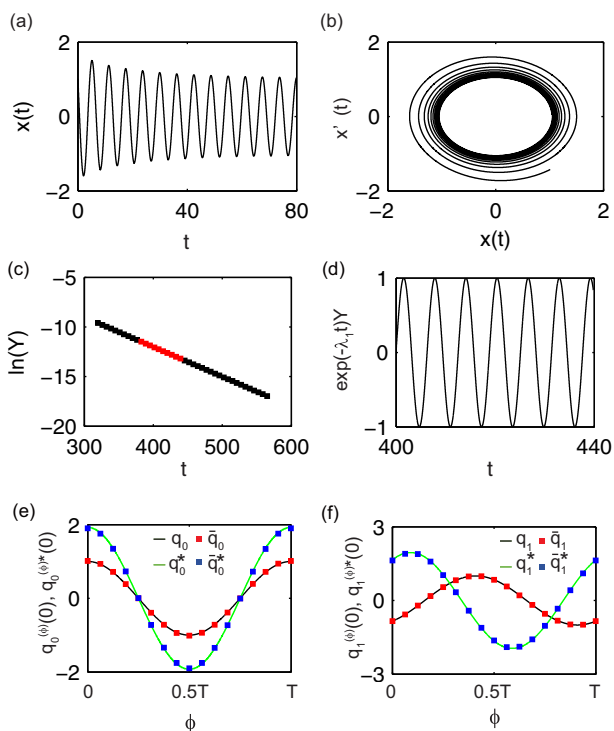 (a)
2
0
−2
x(t)
0
40
80
t
(b)
2
0
−2
x' (t)
−2
0
2
x(t)
(c)
−5
−10
−15
−20
ln(Y)
300
400
500
600
t
(d)
1
0
−1
exp(-λ₁t)Y
400
440
t
(e)
2
0
−2
q₀⁽ᶲ⁾(0), q₀⁽ᶲ⁾*(0)
q₀ q̄₀
q₀* q̄₀*
0
0.5T
T
ϕ
(f)
3
0
−3
q₁⁽ᶲ⁾(0), q₁⁽ᶲ⁾*(0)
q₁ q̄₁
q₁* q̄₁*
0
0.5T
T
ϕ